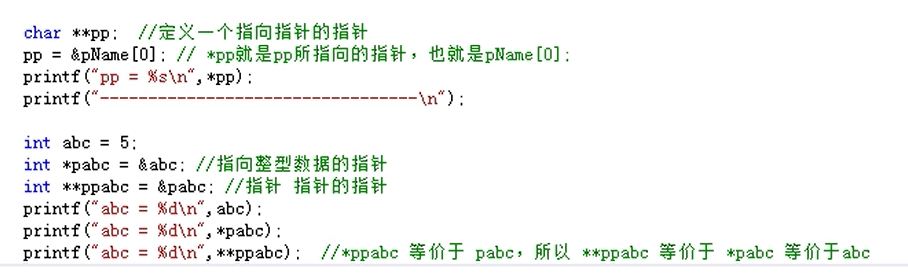 char **pp;  //定义一个指向指针的指针
pp = &pName[0]; // *pp就是pp所指向的指针，也就是pName[0];
printf("pp = %s\n",*pp);
printf("---------------------------------\n");
int abc = 5;
int *pabc = &abc; //指向整型数据的指针
int **ppabc = &pabc; //指针 指针的指针
printf("abc = %d\n",abc);
printf("abc = %d\n",*pabc);
printf("abc = %d\n",**ppabc);  //*ppabc 等价于 pabc，所以 **ppabc 等价于 *pabc 等价于abc